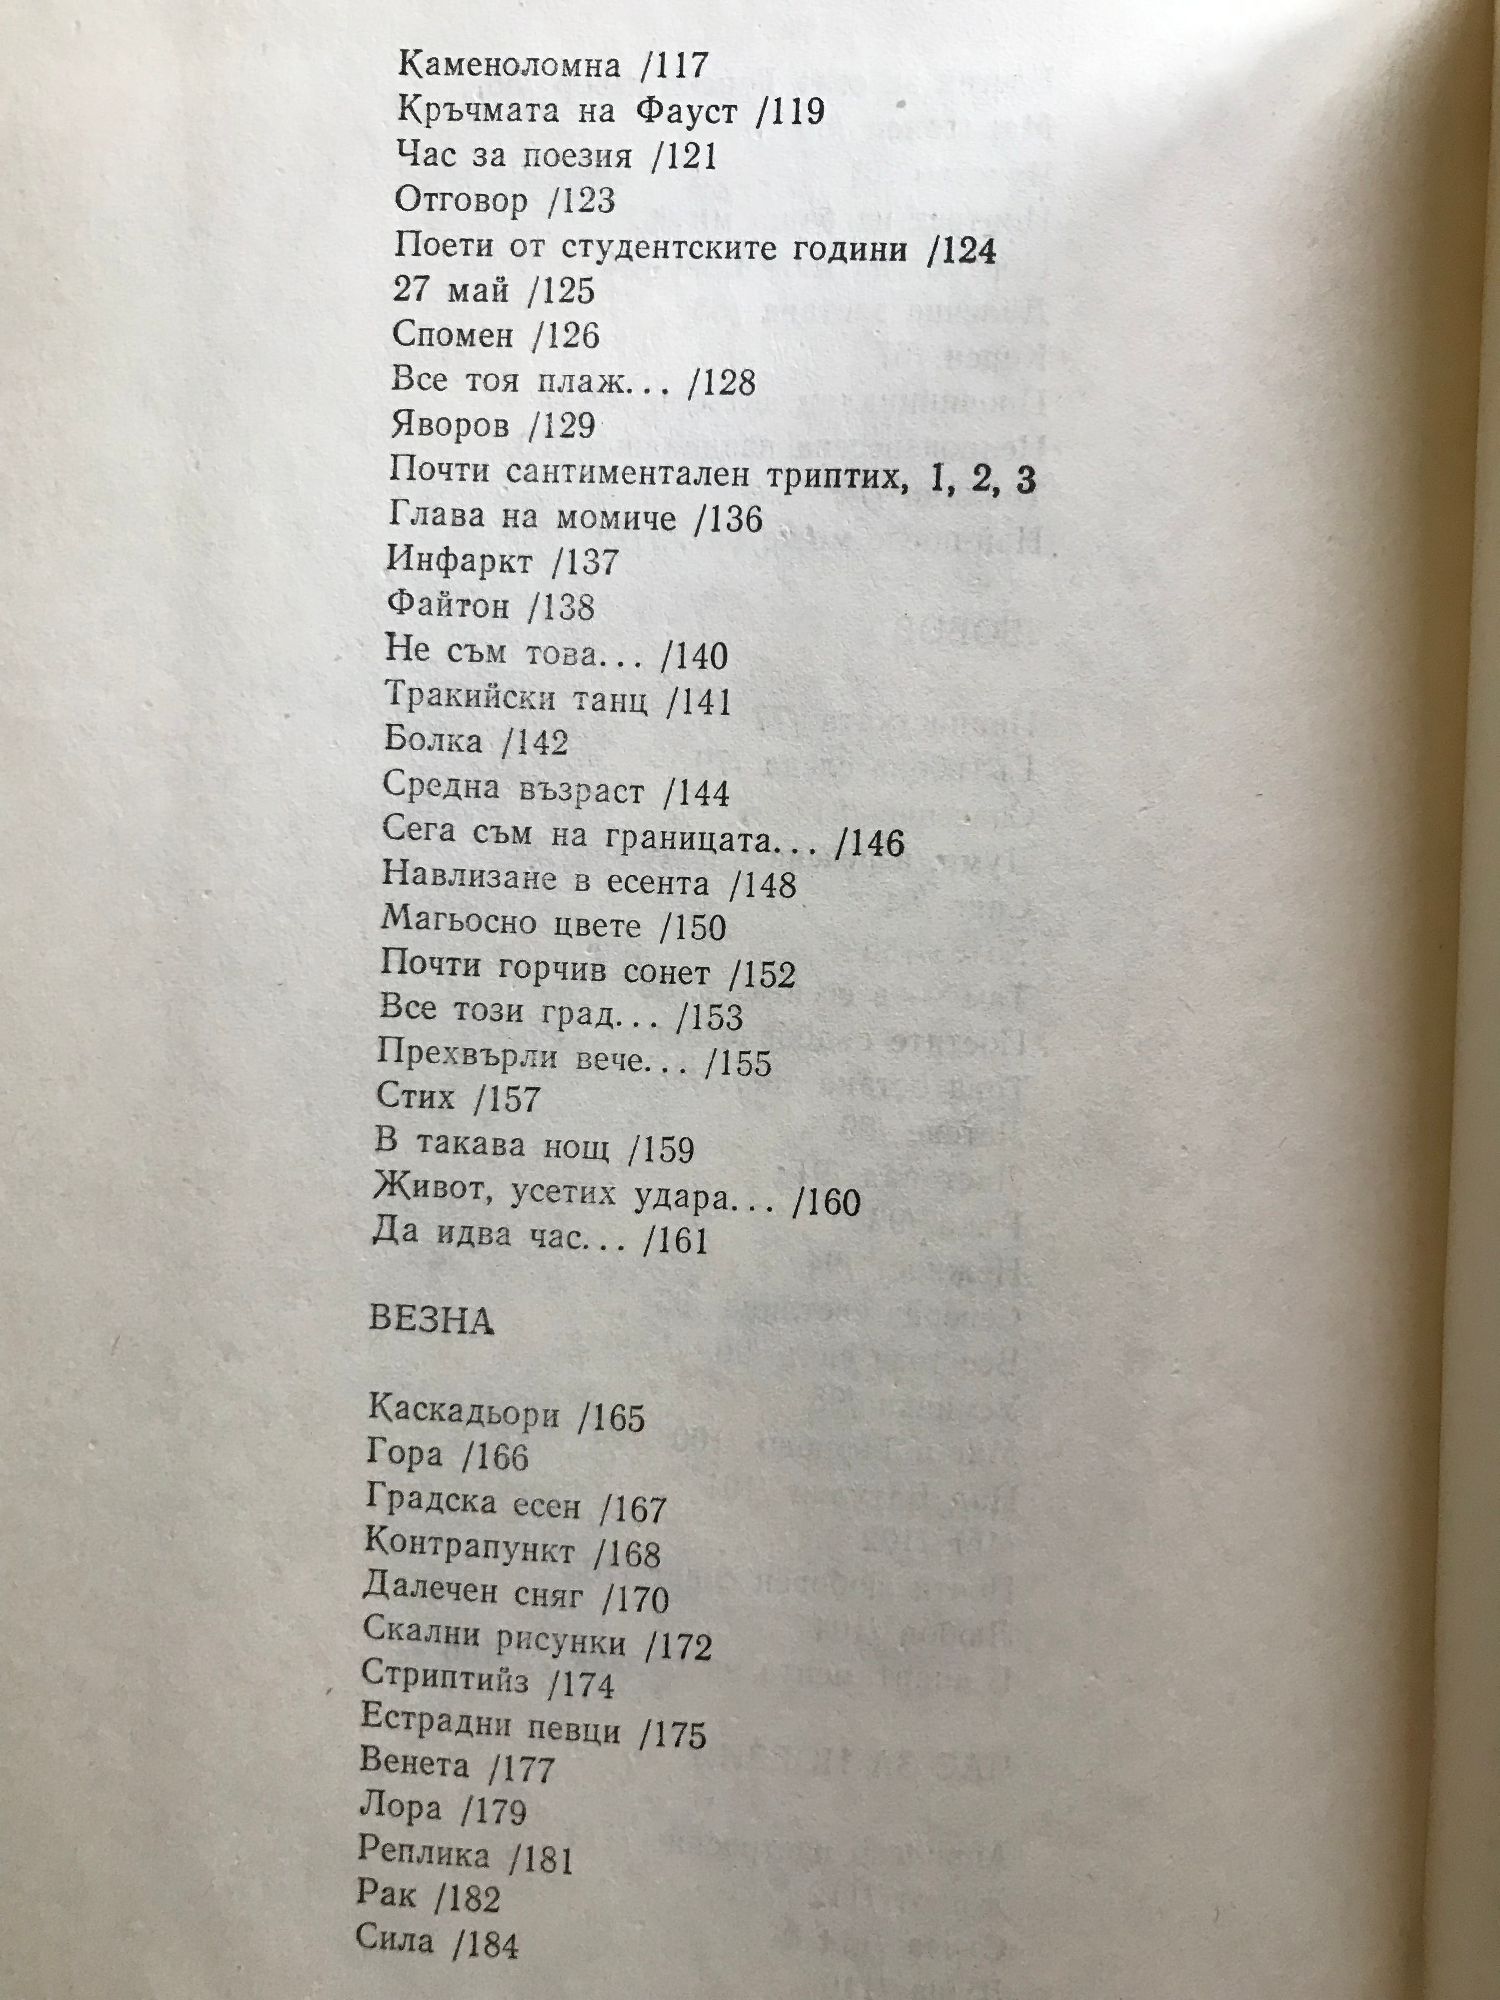 Каменоломна /117
Кръчмата на Фауст /119
Час за поезия /121
Отговор /123
Поети от студентските години /124
27 май /125
Спомен /126
Все тоя плаж... /128
Яворов /129
Почти сантиментален триптих, 1, 2, 3
Глава на момиче /136
Инфаркт /137
Файтон /138
Не съм това... /140
Тракийски танц /141
Болка /142
Средна възраст /144
Сега съм на границата... /146
Навлизане в есента /148
Магьосно цвете /150
Почти горчив сонет /152
Все този град... /153
Прехвърли вече... /155
Стих /157
В такава нощ /159
Живот, усетих удара... /160
Да идва час... /161
ВЕЗНА
Каскадьори /165
Гора /166
Градска есен /167
Контрапункт /168
Далечен сняг /170
Скални рисунки /172
Стриптийз /174
Естрадни певци /175
Венета /177
Лора /179
Реплика /181
Рак /182
Сила /184